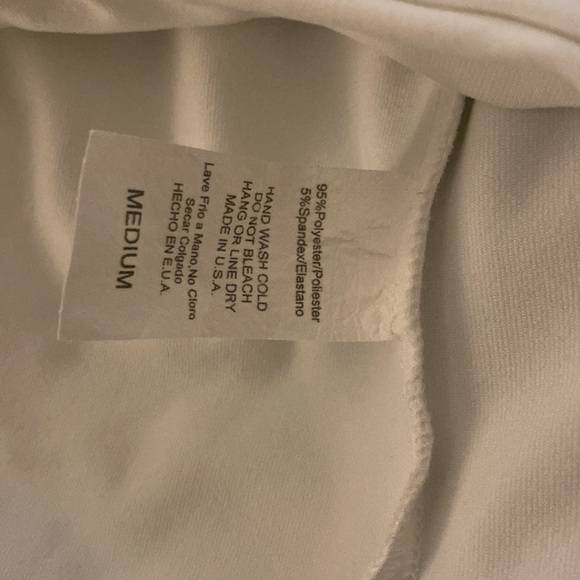 95%Polyester/Poliester
5%Spandex/Elastano
HAND WASH COLD
DO NOT BLEACH
HANG OR LINE DRY
MADE IN U.S.A.
Lave Frio a Mano,No Cloro
Secar Colgado
HECHO EN E.U.A.
MEDIUM